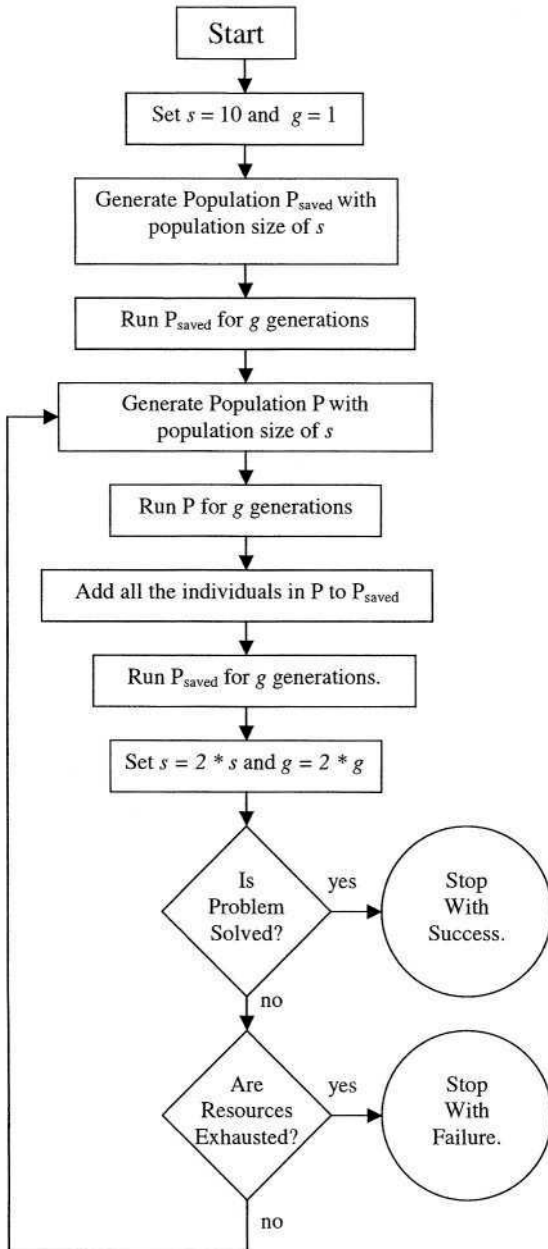 Start
Set s = 10 and g = 1
Generate Population Psaved with
population size of s
Run Psaved for g generations
Generate Population P with
population size of s
Run P for g generations
Add all the individuals in P to Psaved
Run Psaved for g generations.
Set s = 2 * s and g = 2 * g
Is
Problem
Solved?
yes
Stop
With
Success.
no
Are
Resources
Exhausted?
yes
Stop
With
Failure.
no